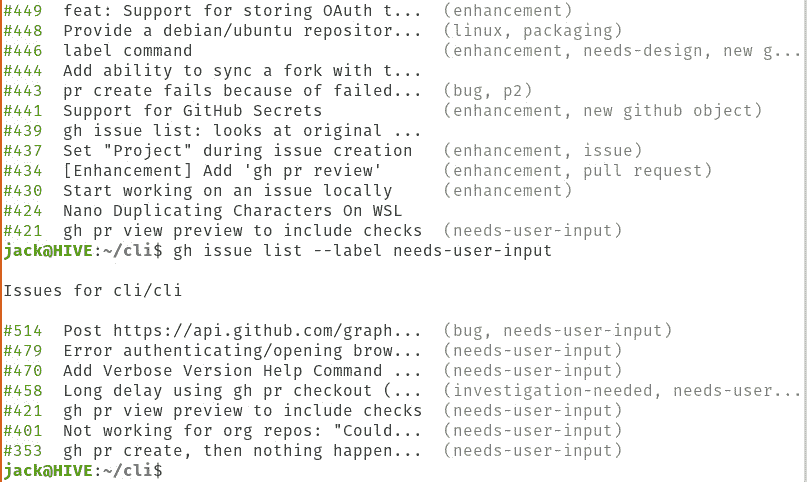 #449  feat: Support for storing OAuth t...  (enhancement)
#448  Provide a debian/ubuntu repositor...  (linux, packaging)
#446  label command                         (enhancement, needs-design, new g...
#444  Add ability to sync a fork with t...
#443  pr create fails because of failed...  (bug, p2)
#441  Support for GitHub Secrets            (enhancement, new github object)
#439  gh issue list: looks at original ...
#437  Set "Project" during issue creation   (enhancement, issue)
#434  [Enhancement] Add 'gh pr review'      (enhancement, pull request)
#430  Start working on an issue locally     (enhancement)
#424  Nano Duplicating Characters On WSL
#421  gh pr view preview to include checks  (needs-user-input)
jack@HIVE:~/cli$ gh issue list --label needs-user-input
Issues for cli/cli
#514  Post https://api.github.com/graph...  (bug, needs-user-input)
#479  Error authenticating/opening brow...  (needs-user-input)
#470  Add Verbose Version Help Command ...  (needs-user-input)
#458  Long delay using gh pr checkout (...  (investigation-needed, needs-user...
#421  gh pr view preview to include checks  (needs-user-input)
#401  Not working for org repos: "Could...  (needs-user-input)
#353  gh pr create, then nothing happen...  (needs-user-input)
jack@HIVE:~/cli$